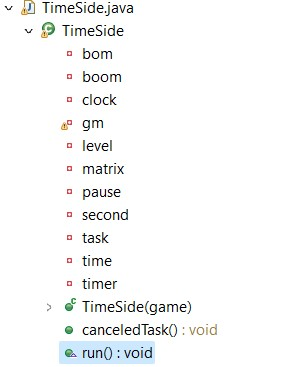 TimeSide.java
TimeSide
bom
boom
clock
gm
level
matrix
pause
second
task
time
timer
TimeSide(game)
canceledTask() : void
run() : void